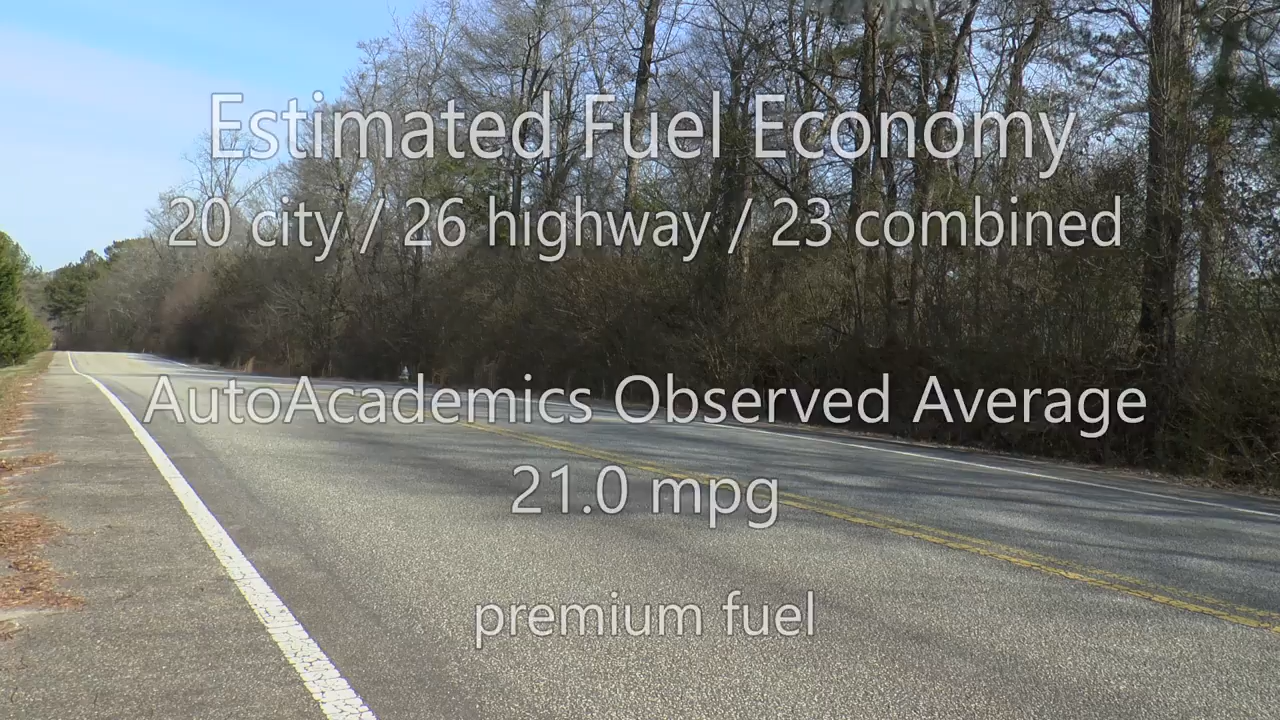 Estimated Fuel Economy
20 city / 26 highway / 23 combined
AutoAcademics Observed Average
21.0 mpg
premium fuel